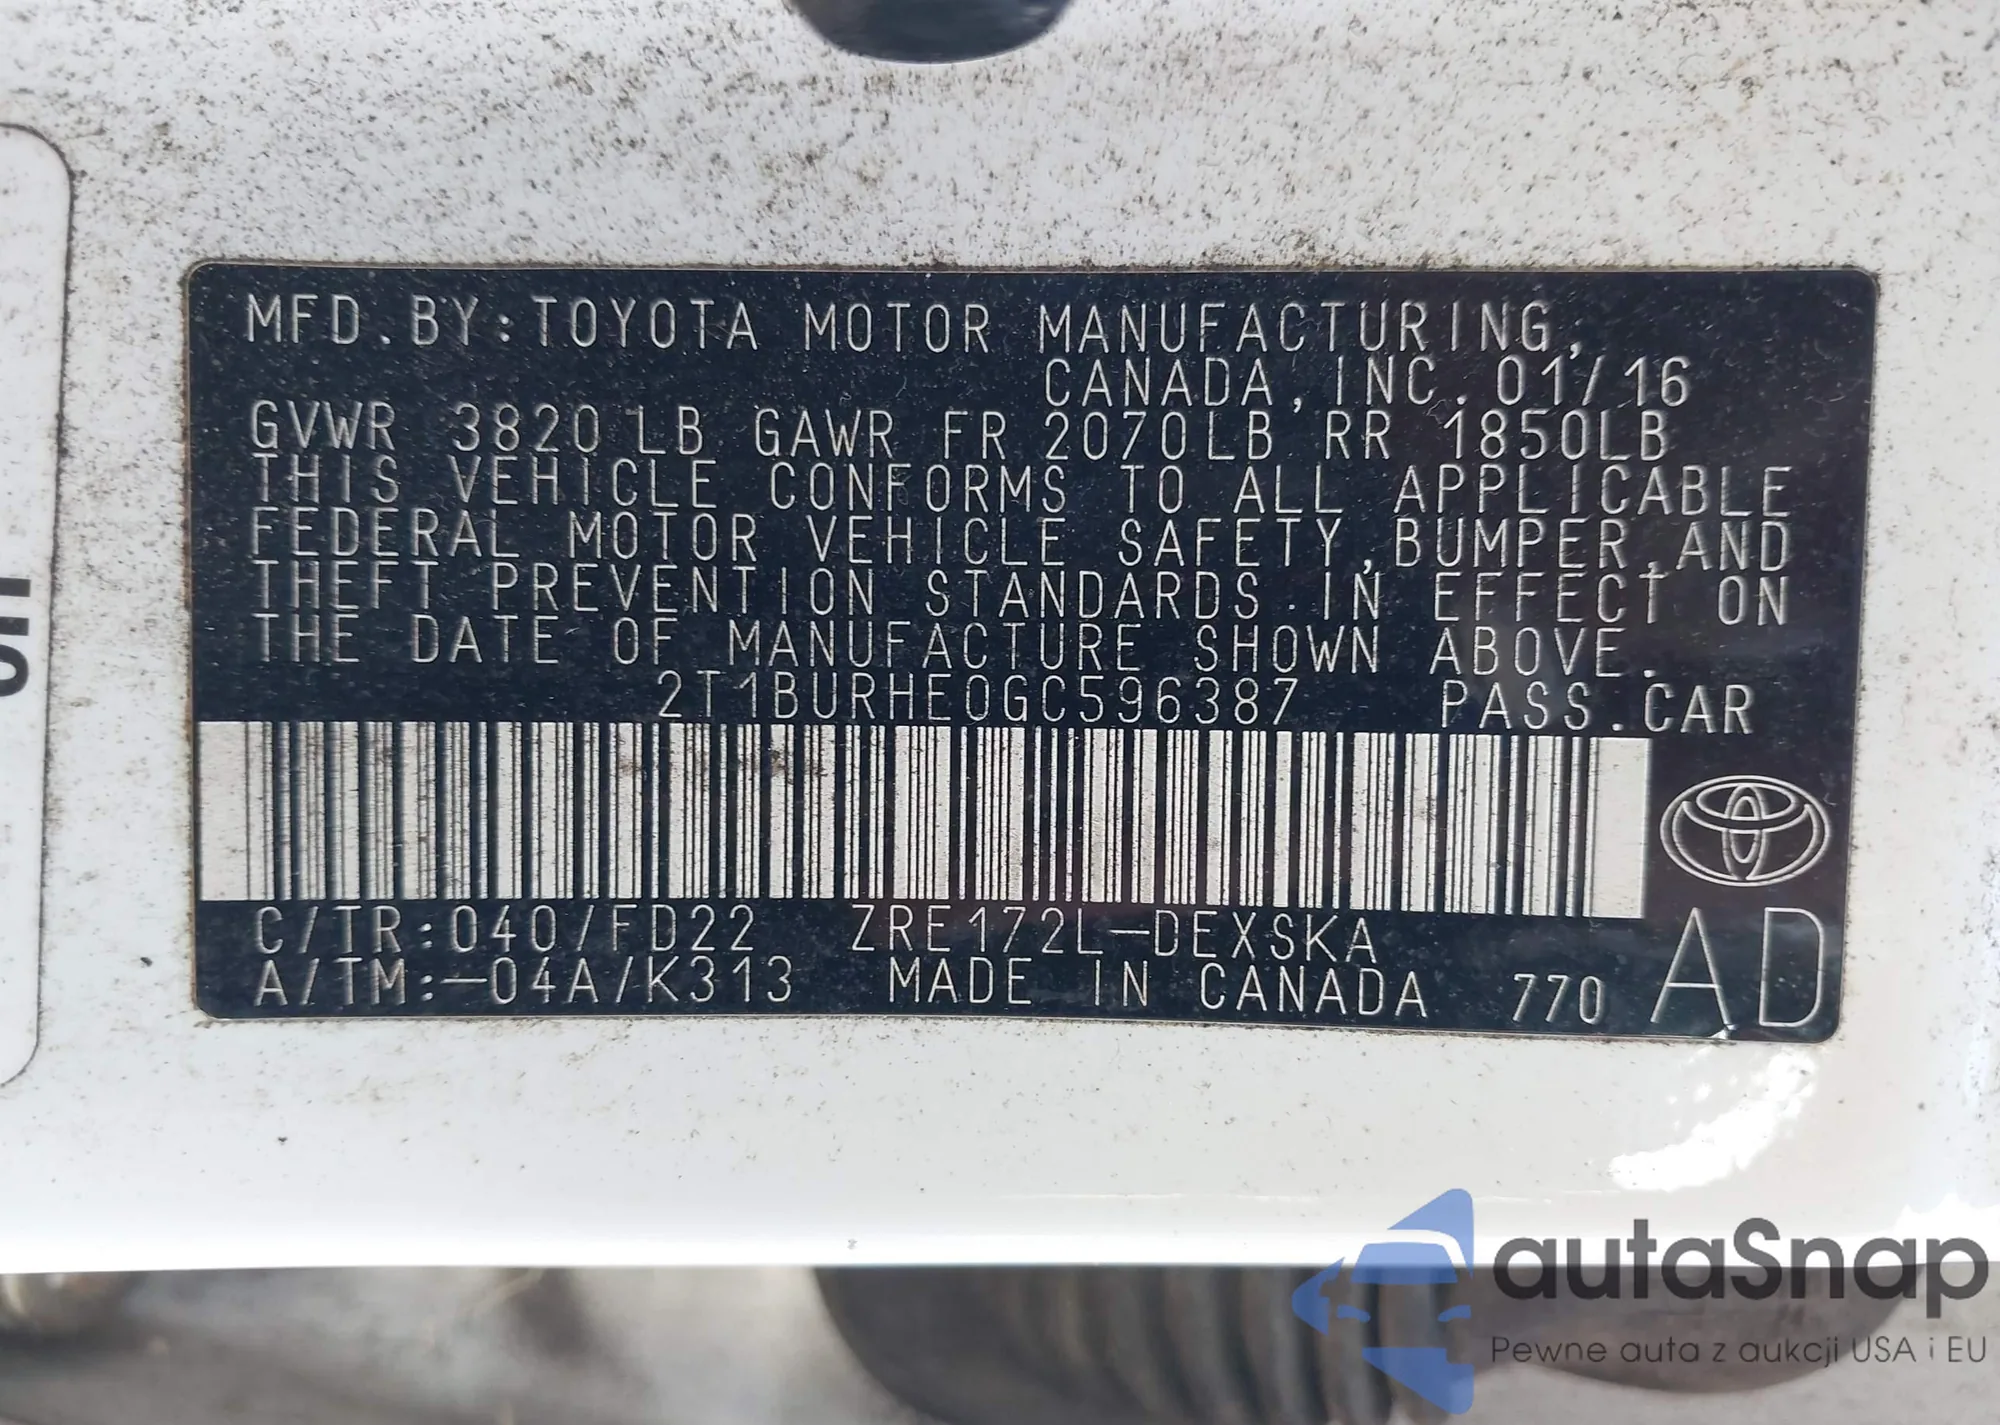 MFD.BY:TOYOTA MOTOR MANUFACTURING,
CANADA,INC.01/16
GVWR 3820LB GAWR FR 2070LB RR 1850LB
THIS VEHICLE CONFORMS TO ALL APPLICABLE
FEDERAL MOTOR VEHICLE SAFETY,BUMPER,AND
THEFT PREVENTION STANDARDS IN EFFECT ON
THE DATE OF MANUFACTURE SHOWN ABOVE.
2T1BURHE0GC596387 PASS.CAR
C/TR:040/FD22 ZRE172L-DEXSKA
A/TM:-04A/K313 MADE IN CANADA 770 AD
autaSnap
Pewne auta z aukcji USA i EU